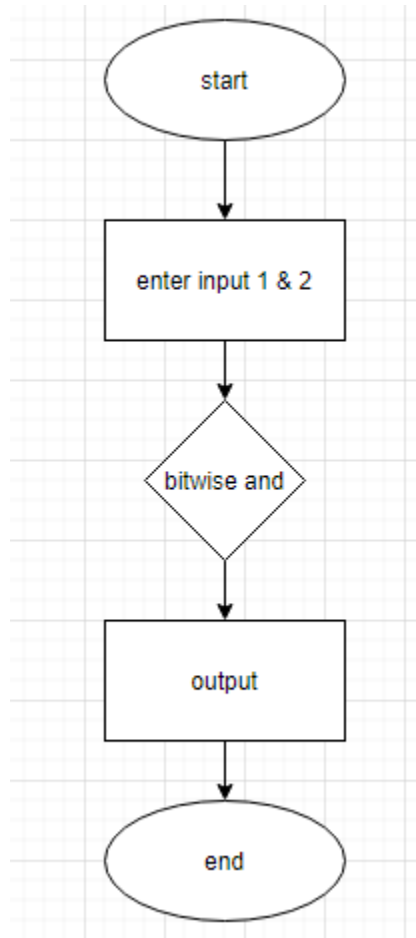 start
enter input 1 & 2
bitwise and
output
end